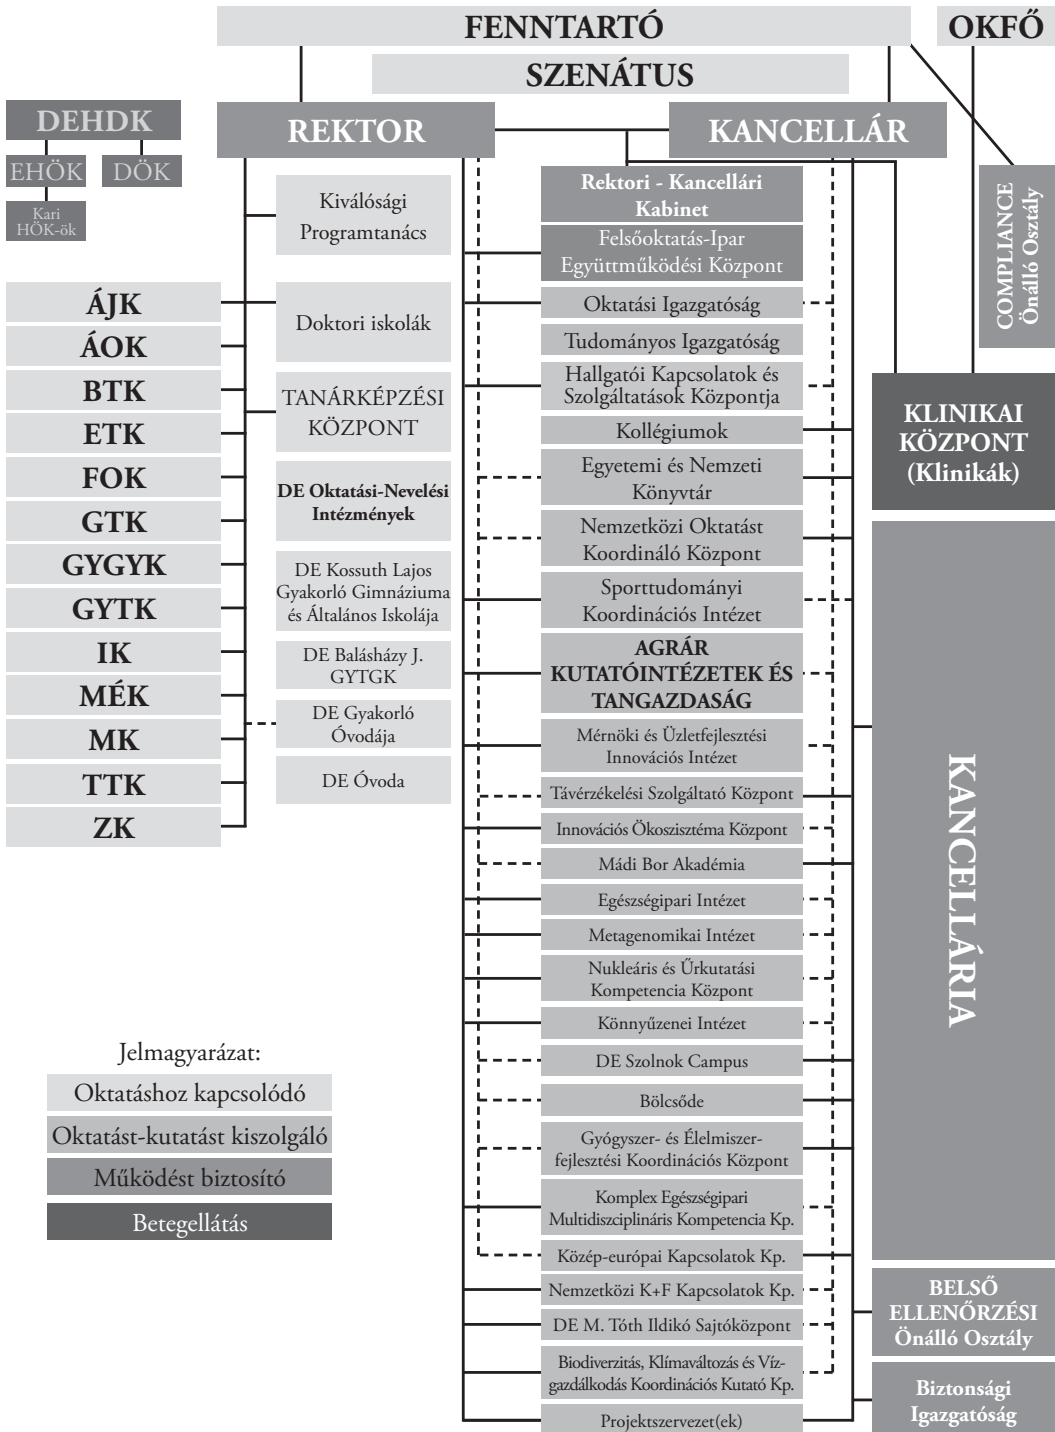 FENNTARTÓ
OKFŐ
SZENÁTUS
DEHDK
REKTOR
KANCELLÁR
EHÖK
DÖK
Kari
HÖK-ök
Kiválósági
Programtanács
Doktori iskolák
TANÁRKÉPZÉSI
KÖZPONT
DE Oktatási-Nevelési
Intézmények
DE Kossuth Lajos
Gyakorló Gimnáziuma
és Általános Iskolája
DE Balásházy J.
GYTGK
DE Gyakorló
Óvodája
DE Óvoda
ÁJK
ÁOK
BTK
ETK
FOK
GTK
GYGYK
GYTK
IK
MÉK
MK
TTK
ZK
Rektori - Kancellári
Kabinet
Felsőoktatás-Ipar
Együttműködési Központ
Oktatási Igazgatóság
Tudományos Igazgatóság
Hallgatói Kapcsolatok és
Szolgáltatások Központja
Kollégiumok
Egyetemi és Nemzeti
Könyvtár
Nemzetközi Oktatást
Koordináló Központ
Sporttudományi
Koordinációs Intézet
AGRÁR
KUTATÓINTÉZETEK ÉS
TANGAZDASÁG
Mérnöki és Üzletfejlesztési
Innovációs Intézet
Távérzékelési Szolgáltató Központ
Innovációs Ökoszisztéma Központ
Mádi Bor Akadémia
Egészségipari Intézet
Metagenomikai Intézet
Nukleáris és Űrkutatási
Kompetencia Központ
Könnyűzenei Intézet
DE Szolnok Campus
Bölcsőde
Gyógyszer- és Élelmiszer-
fejlesztési Koordinációs Központ
Komplex Egészségipari
Multidiszciplináris Kompetencia Kp.
Közép-európai Kapcsolatok Kp.
Nemzetközi K+F Kapcsolatok Kp.
DE M. Tóth Ildikó Sajtóközpont
Biodiverzitás, Klímaváltozás és Víz-
gazdálkodás Koordinációs Kutató Kp.
Projektszervezet(ek)
COMPLIANCE
Önálló Osztály
KLINIKAI
KÖZPONT
(Klinikák)
KANCELLÁRIA
BELSŐ
ELLENŐRZÉSI
Önálló Osztály
Biztonsági
Igazgatóság
Jelmagyarázat:
Oktatáshoz kapcsolódó
Oktatást-kutatást kiszolgáló
Működést biztosító
Betegellátás